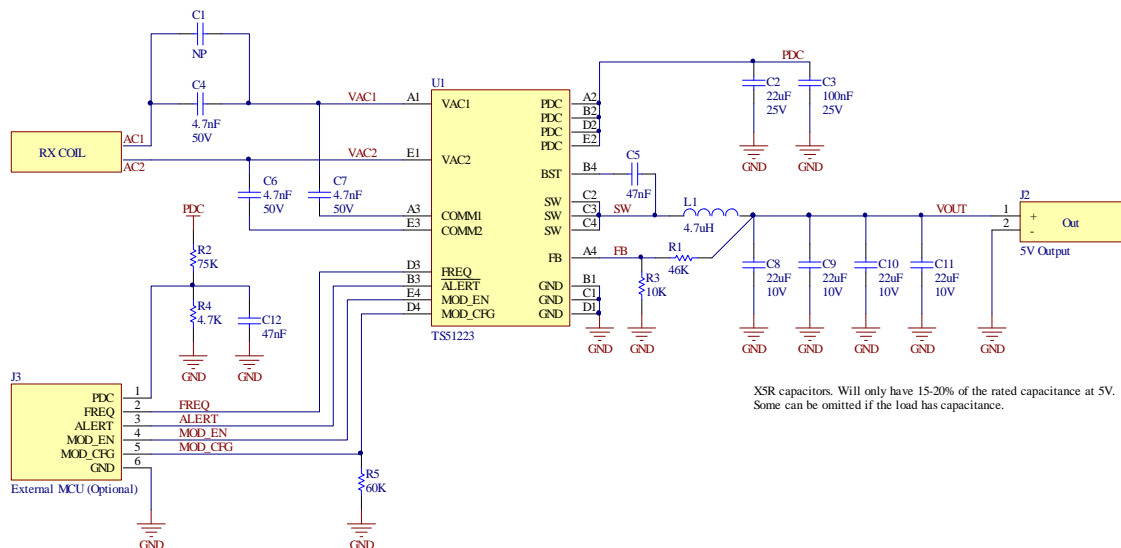 C1
NP
C4
4.7nF
50V
RX COIL
AC1
AC2
VAC1
VAC2
C6
4.7nF
50V
C7
4.7nF
50V
U1
A1 VAC1
E1 VAC2
A3 COMM1
E3 COMM2
D3 FREQ
B3 ALERT
E4 MOD_EN
D4 MOD_CFG
PDC A2
PDC B2
PDC D2
PDC E2
BST B4
SW C2
SW C3
SW C4
FB A4
GND B1
GND C1
GND D1
TS51223
PDC
C2
22uF
25V
C3
100nF
25V
GND
GND
C5
47nF
SW
L1
4.7uH
FB
R1
46K
R3
10K
GND
GND
VOUT
C8
22uF
10V
C9
22uF
10V
C10
22uF
10V
C11
22uF
10V
GND
GND
GND
GND
GND
J2
1 +
2 -
Out
5V Output
PDC
R2
75K
R4
4.7K
C12
47nF
GND
GND
J3
PDC 1
FREQ 2
ALERT 3
MOD_EN 4
MOD_CFG 5
GND 6
External MCU (Optional)
FREQ
ALERT
MOD_EN
MOD_CFG
R5
60K
GND
GND
X5R capacitors. Will only have 15-20% of the rated capacitance at 5V.
Some can be omitted if the load has capacitance.